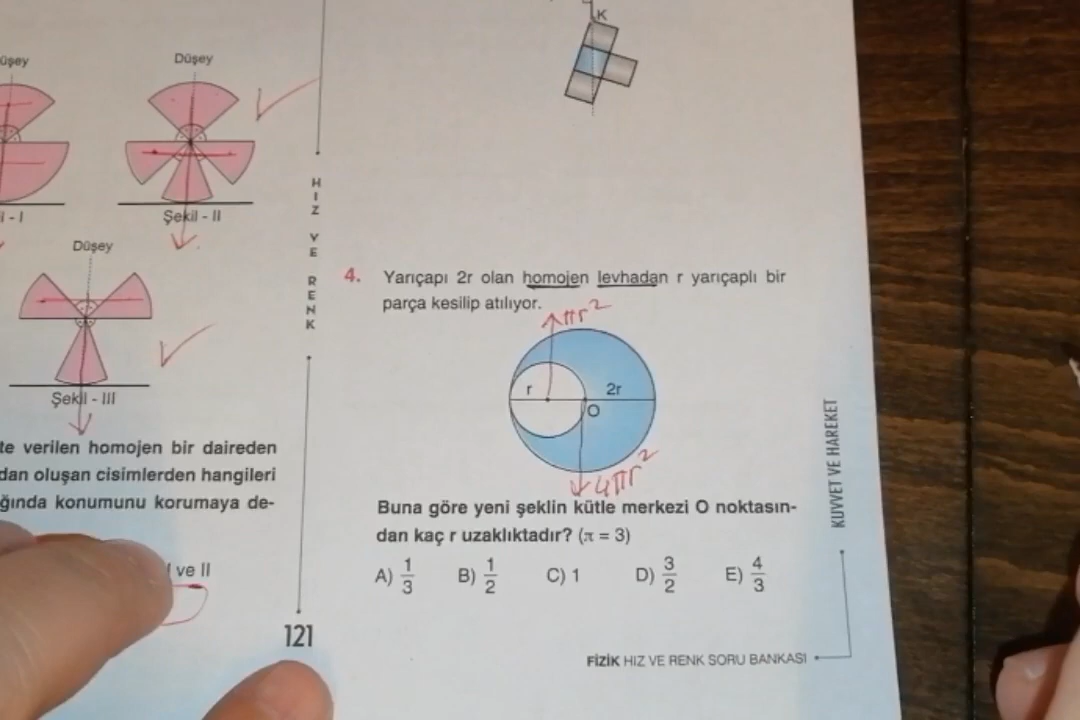 üşey
Düşey
i - I
Şekil - II
Düşey
Şekil - III
te verilen homojen bir daireden
dan oluşan cisimlerden hangileri
ğında konumunu korumaya de-
ve II
121
HIZ VE RENK
K
4. Yarıçapı 2r olan homojen levhadan r yarıçaplı bir
parça kesilip atılıyor.
πr²
r
2r
O
4πr²
Buna göre yeni şeklin kütle merkezi O noktasın-
dan kaç r uzaklıktadır? (π = 3)
A) 1/3 B) 1/2 C) 1 D) 3/2 E) 4/3
FİZİK HIZ VE RENK SORU BANKASI
KUVVET VE HAREKET